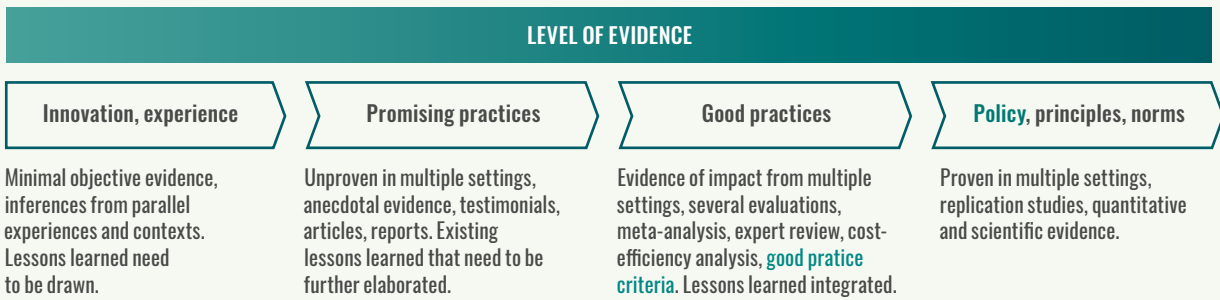 LEVEL OF EVIDENCE
Innovation, experience
Promising practices
Good practices
Policy, principles, norms
Minimal objective evidence,
inferences from parallel
experiences and contexts.
Lessons learned need
to be drawn.
Unproven in multiple settings,
anecdotal evidence, testimonials,
articles, reports. Existing
lessons learned that need to be
further elaborated.
Evidence of impact from multiple
settings, several evaluations,
meta-analysis, expert review, cost-
efficiency analysis, good pratice
criteria. Lessons learned integrated.
Proven in multiple settings,
replication studies, quantitative
and scientific evidence.